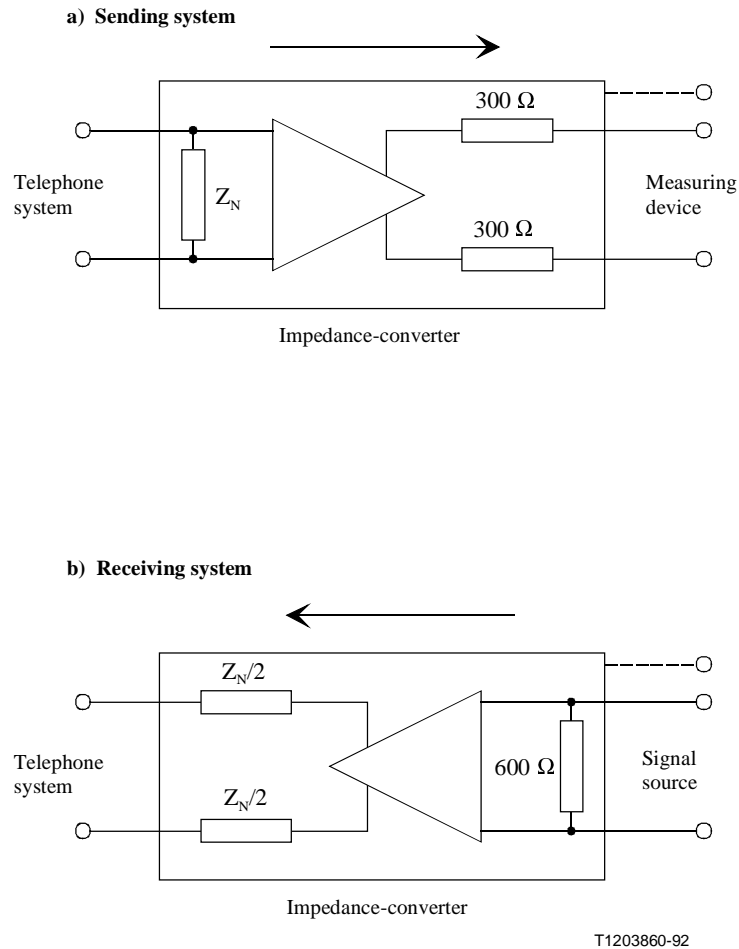 a) Sending system
300 Ω
Telephone
system
Z_N
Measuring
device
300 Ω
Impedance-converter
b) Receiving system
Z_N/2
Telephone
system
600 Ω
Signal
source
Z_N/2
Impedance-converter
T1203860-92